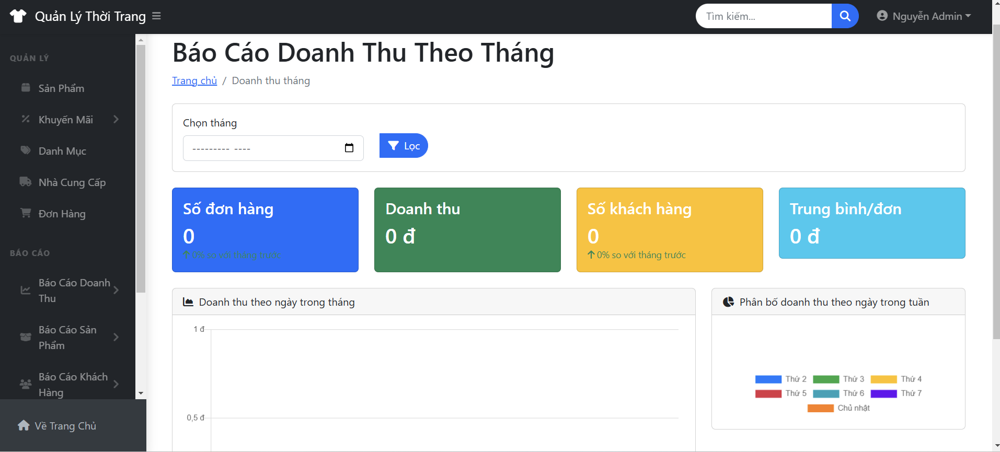 Quản Lý Thời Trang
Tìm kiếm...
Nguyễn Admin
QUẢN LÝ
Sản Phẩm
Khuyến Mãi
Danh Mục
Nhà Cung Cấp
Đơn Hàng
BÁO CÁO
Báo Cáo Doanh
Thu
Báo Cáo Sản
Phẩm
Báo Cáo Khách
Hàng
Về Trang Chủ
Báo Cáo Doanh Thu Theo Tháng
Trang chủ / Doanh thu tháng
Chọn tháng
--------- ----
Lọc
Số đơn hàng
0
0% so với tháng trước
Doanh thu
0 đ
Số khách hàng
0
0% so với tháng trước
Trung bình/đơn
0 đ
Doanh thu theo ngày trong tháng
1 đ
0,5 đ
Phân bố doanh thu theo ngày trong tuần
Thứ 2 Thứ 3 Thứ 4
Thứ 5 Thứ 6 Thứ 7
Chủ nhật